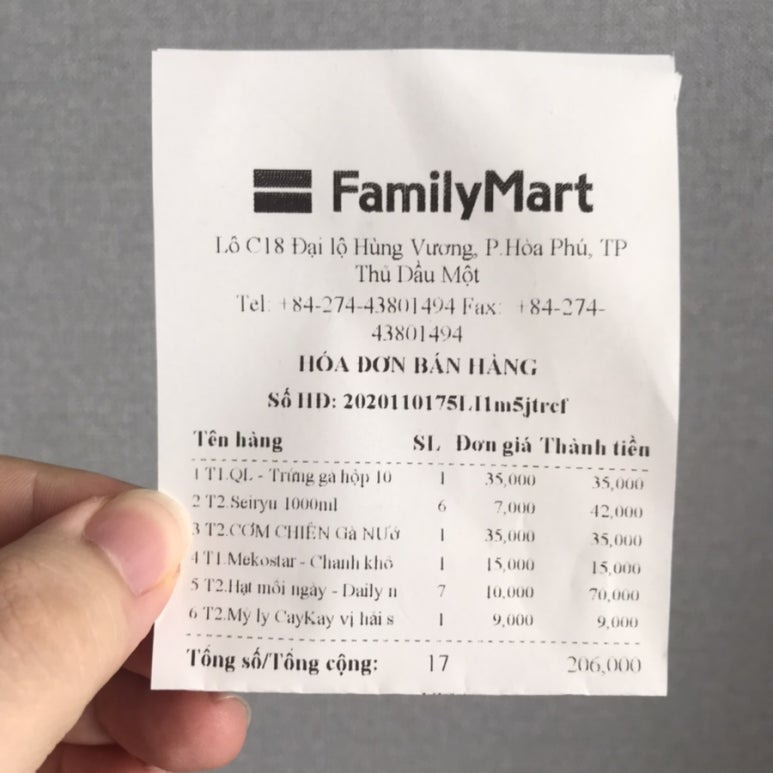 FamilyMart
Lô C18 Đại lộ Hùng Vương, P.Hòa Phú, TP
Thủ Dầu Một
Tel: +84-274-43801494 Fax: +84-274-
43801494
HÓA ĐƠN BÁN HÀNG
Số HĐ:
Tên hàng SL Đơn giá Thành tiền
1 T1.QL - Trứng gà hộp 10 1 35,000 35,000
2 T2.Seiryu 1000ml 6 7,000 42,000
3 T2.CƠM CHIÊN Gà NƯớ 1 35,000 35,000
4 T1.Mekostar - Chanh khô 1 15,000 15,000
5 T2.Hạt mỗi ngày - Daily n 7 10,000 70,000
6 T2.Mỳ ly CayKay vị hải s 1 9,000 9,000
Tổng số/Tổng cộng: 17 206,000